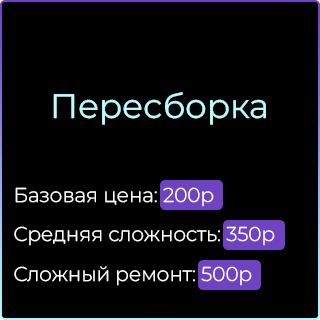 Пересборка
Базовая цена: 200р
Средняя сложность: 350р
Сложный ремонт: 500р